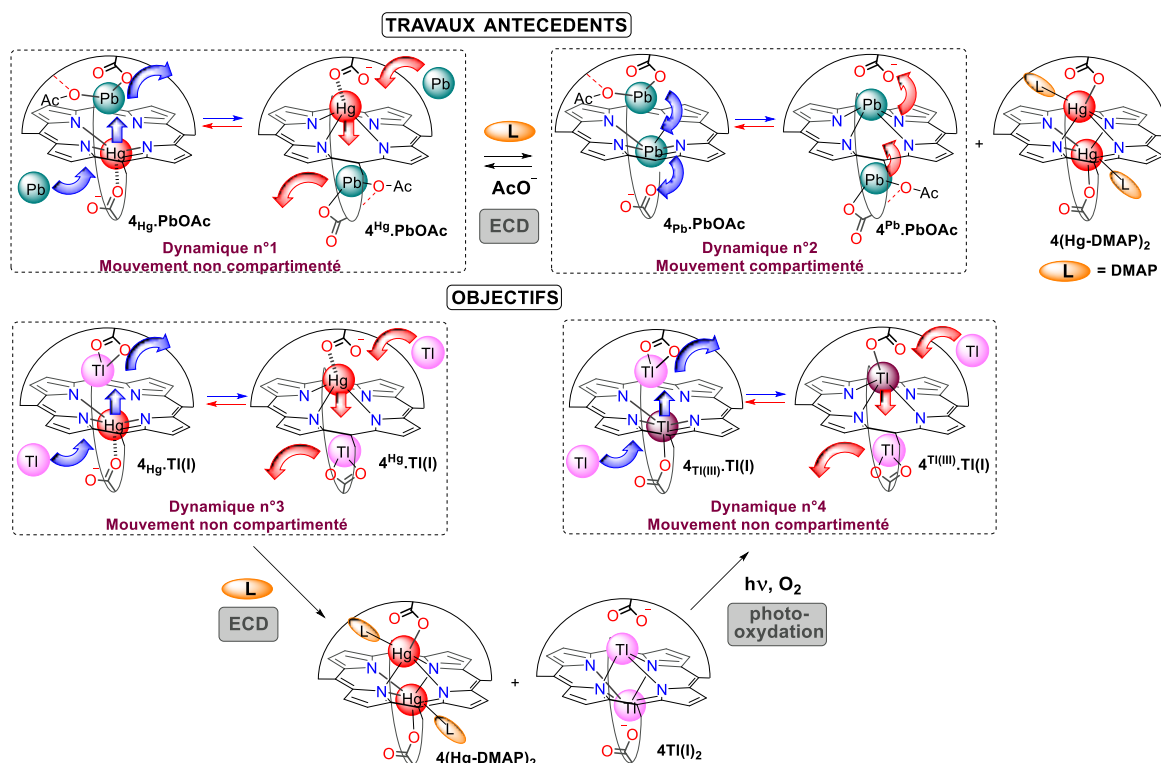 TRAVAUX ANTECEDENTS
O
O
Pb
Ac
O
Pb
N
N
N
N
Hg
Pb
O
O
4Hg.PbOAc
O
O
-
Pb
Hg
N
N
N
N
Pb
O
O-Ac
O
4Hg.PbOAc
Dynamique n°1
Mouvement non compartimenté
L
AcO-
ECD
O
O
Ac
O
Pb
N
N
N
N
Pb
O
O
-
4Pb.PbOAc
O
O
-
Pb
N
N
N
N
Pb
O
O-Ac
O
4Pb.PbOAc
Dynamique n°2
Mouvement compartimenté
+
O
O
L
Hg
N
N
N
N
Hg
L
O
O
4(Hg-DMAP)2
L = DMAP
OBJECTIFS
O
O
Tl
N
N
N
N
Hg
Tl
O
-
O
4Hg.Tl(I)
O
O
-
Tl
Hg
N
N
N
N
Tl
O
O
4Hg.Tl(I)
Dynamique n°3
Mouvement non compartimenté
O
O
Tl
N
N
N
N
Tl
Tl
O
O
4Tl(III).Tl(I)
O
O
Tl
Tl
N
N
N
N
Tl
O
O
4Tl(III).Tl(I)
Dynamique n°4
Mouvement non compartimenté
L
ECD
hν, O2
photo-
oxydation
O
O
L
Hg
N
N
N
N
Hg
L
O
O
4(Hg-DMAP)2
+
O
O
-
Tl
N
N
N
N
Tl
-
O
O
4Tl(I)2